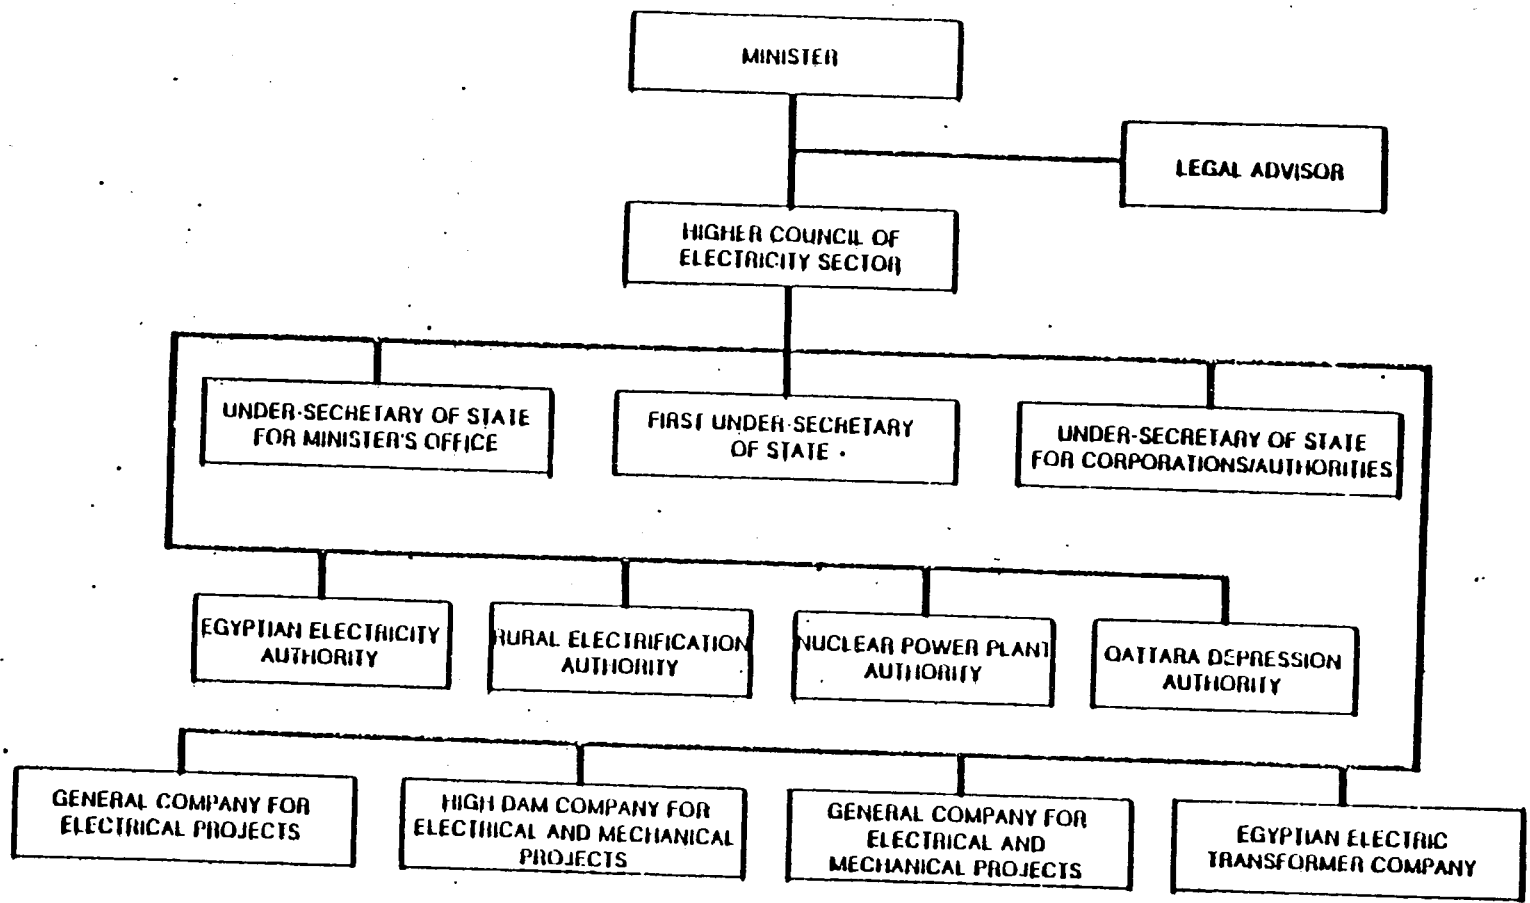 MINISTER
LEGAL ADVISOR
HIGHER COUNCIL OF
ELECTRICITY SECTOR
UNDER-SECRETARY OF STATE
FOR MINISTER'S OFFICE
FIRST UNDER-SECRETARY
OF STATE
UNDER-SECRETARY OF STATE
FOR CORPORATIONS/AUTHORITIES
EGYPTIAN ELECTRICITY
AUTHORITY
RURAL ELECTRIFICATION
AUTHORITY
NUCLEAR POWER PLANT
AUTHORITY
QATTARA DEPRESSION
AUTHORITY
GENERAL COMPANY FOR
ELECTRICAL PROJECTS
HIGH DAM COMPANY FOR
ELECTRICAL AND MECHANICAL
PROJECTS
GENERAL COMPANY FOR
ELECTRICAL AND
MECHANICAL PROJECTS
EGYPTIAN ELECTRIC
TRANSFORMER COMPANY